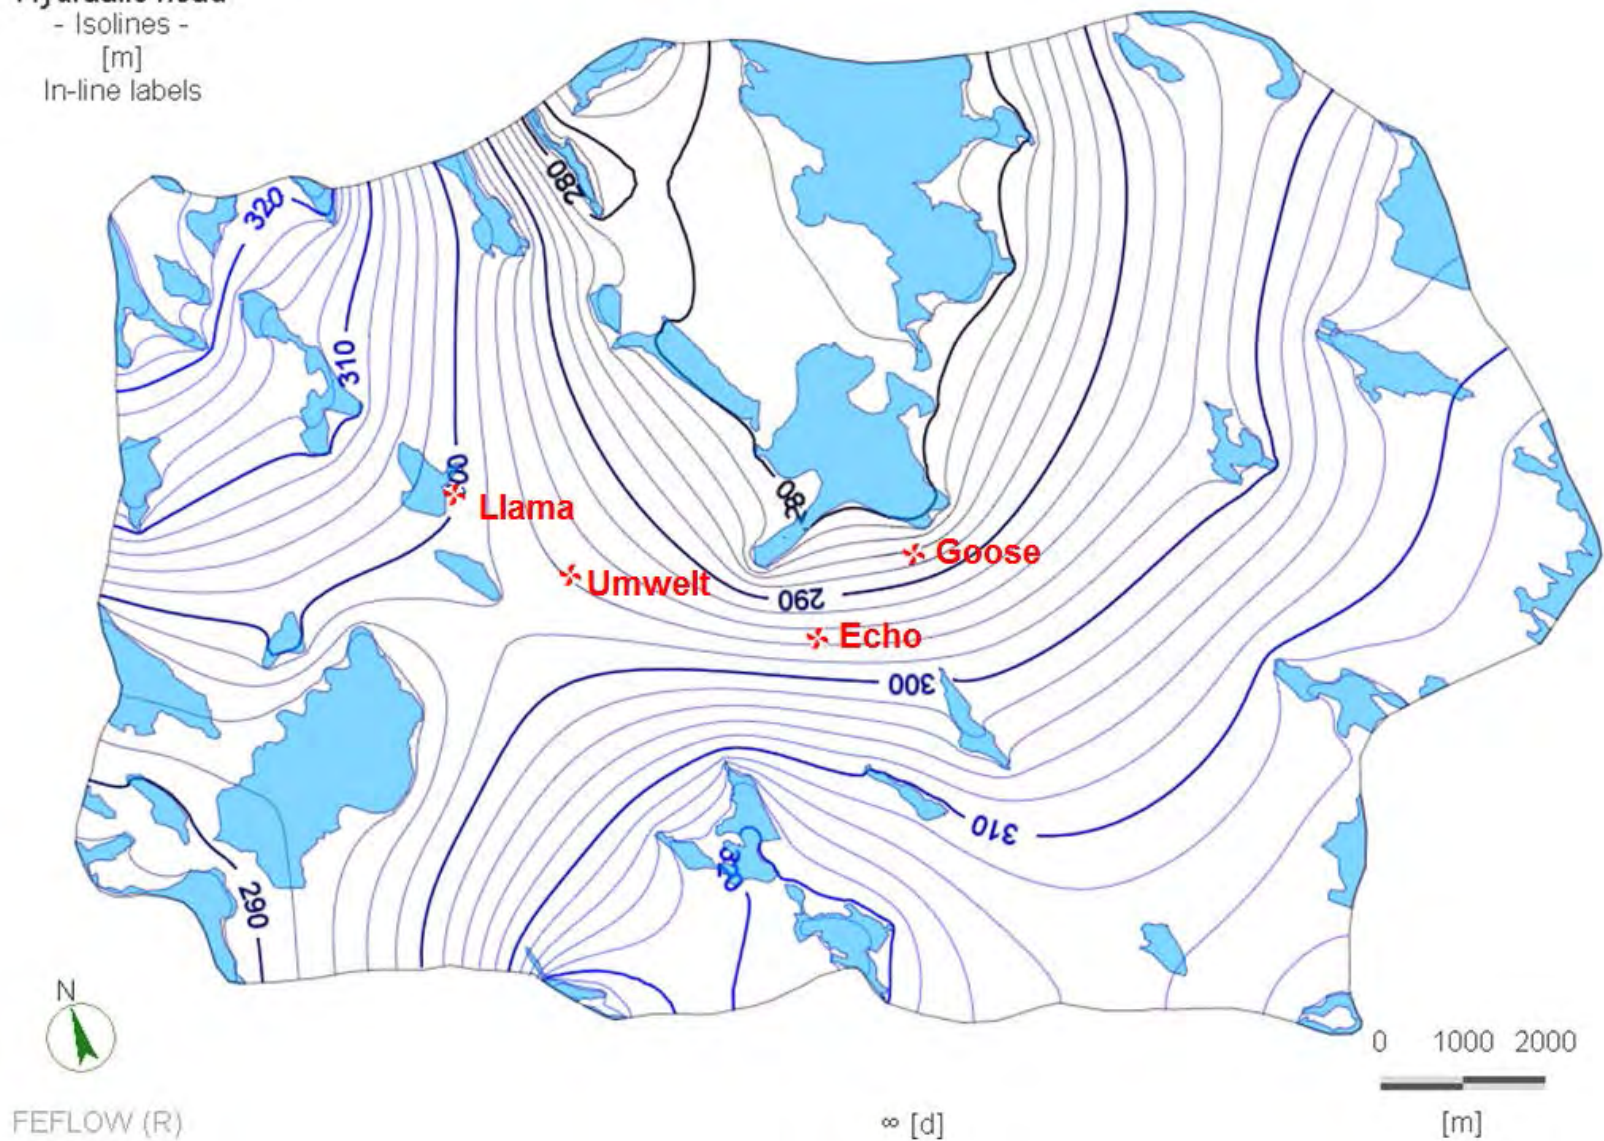 - Isolines -
[m]
In-line labels
320
280
310
00
Llama
280
Goose
Umwelt
290
Echo
300
310
320
290
N
0 1000 2000
FEFLOW (R)
∞ [d]
[m]